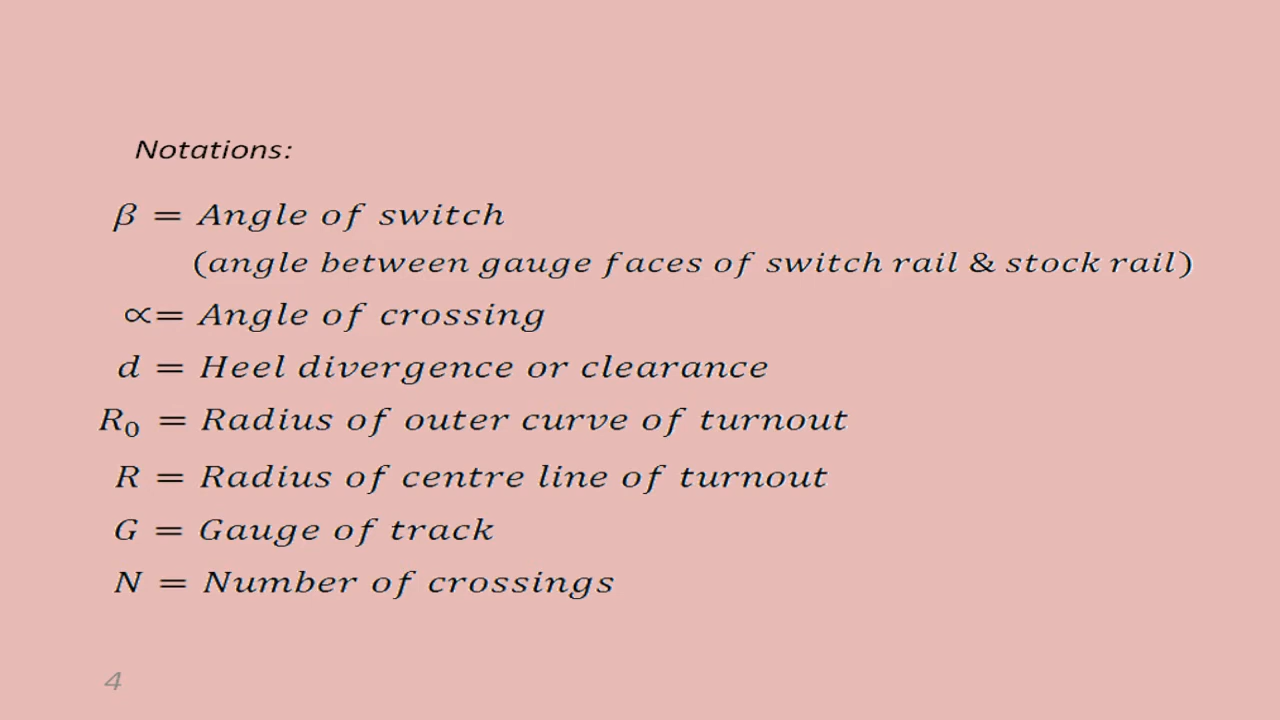 Notations:
β = Angle of switch
(angle between gauge faces of switch rail & stock rail)
∝= Angle of crossing
d = Heel divergence or clearance
R₀ = Radius of outer curve of turnout
R = Radius of centre line of turnout
G = Gauge of track
N = Number of crossings
4